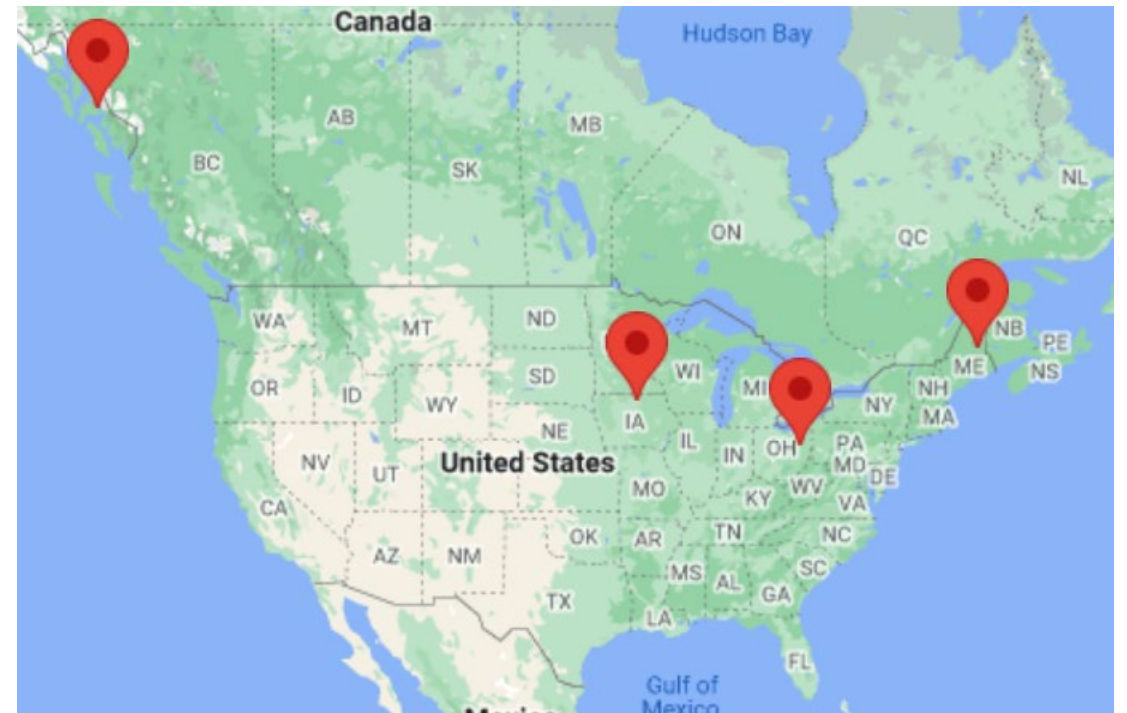 Canada
Hudson Bay
AB
MB
BC
SK
NL
ON
QC
WA
MT
ND
NB
PE
OR
ID
WY
SD
WI
MI
ME
NS
NH
NY
MA
NE
IA
IL
IN
OH
PA
MD
DE
NV
UT
United States
CA
MO
KY
WV
VA
AZ
NM
OK
AR
TN
NC
TX
MS
AL
GA
SC
LA
FL
Gulf of
Mexico
Mexico